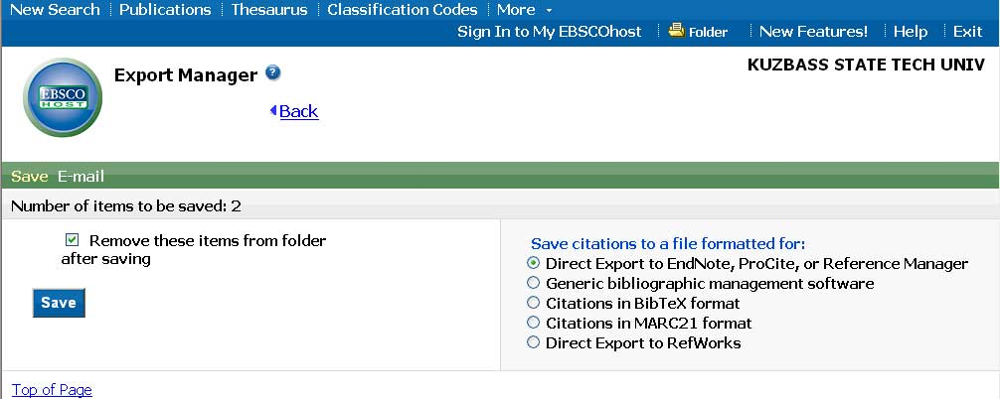 New Search Publications Thesaurus Classification Codes More
Sign In to My EBSCOhost Folder New Features! Help Exit
KUZBASS STATE TECH UNIV
Export Manager ?
EBSCO
HOST
Back
Save E-mail
Number of items to be saved: 2
Remove these items from folder
after saving
Save
Save citations to a file formatted for:
Direct Export to EndNote, ProCite, or Reference Manager
Generic bibliographic management software
Citations in BibTeX format
Citations in MARC21 format
Direct Export to RefWorks
Top of Page